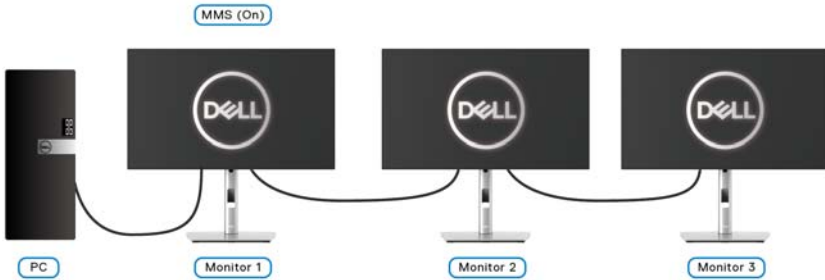 MMS (On)
DELL
DELL
DELL
PC
Monitor 1
Monitor 2
Monitor 3